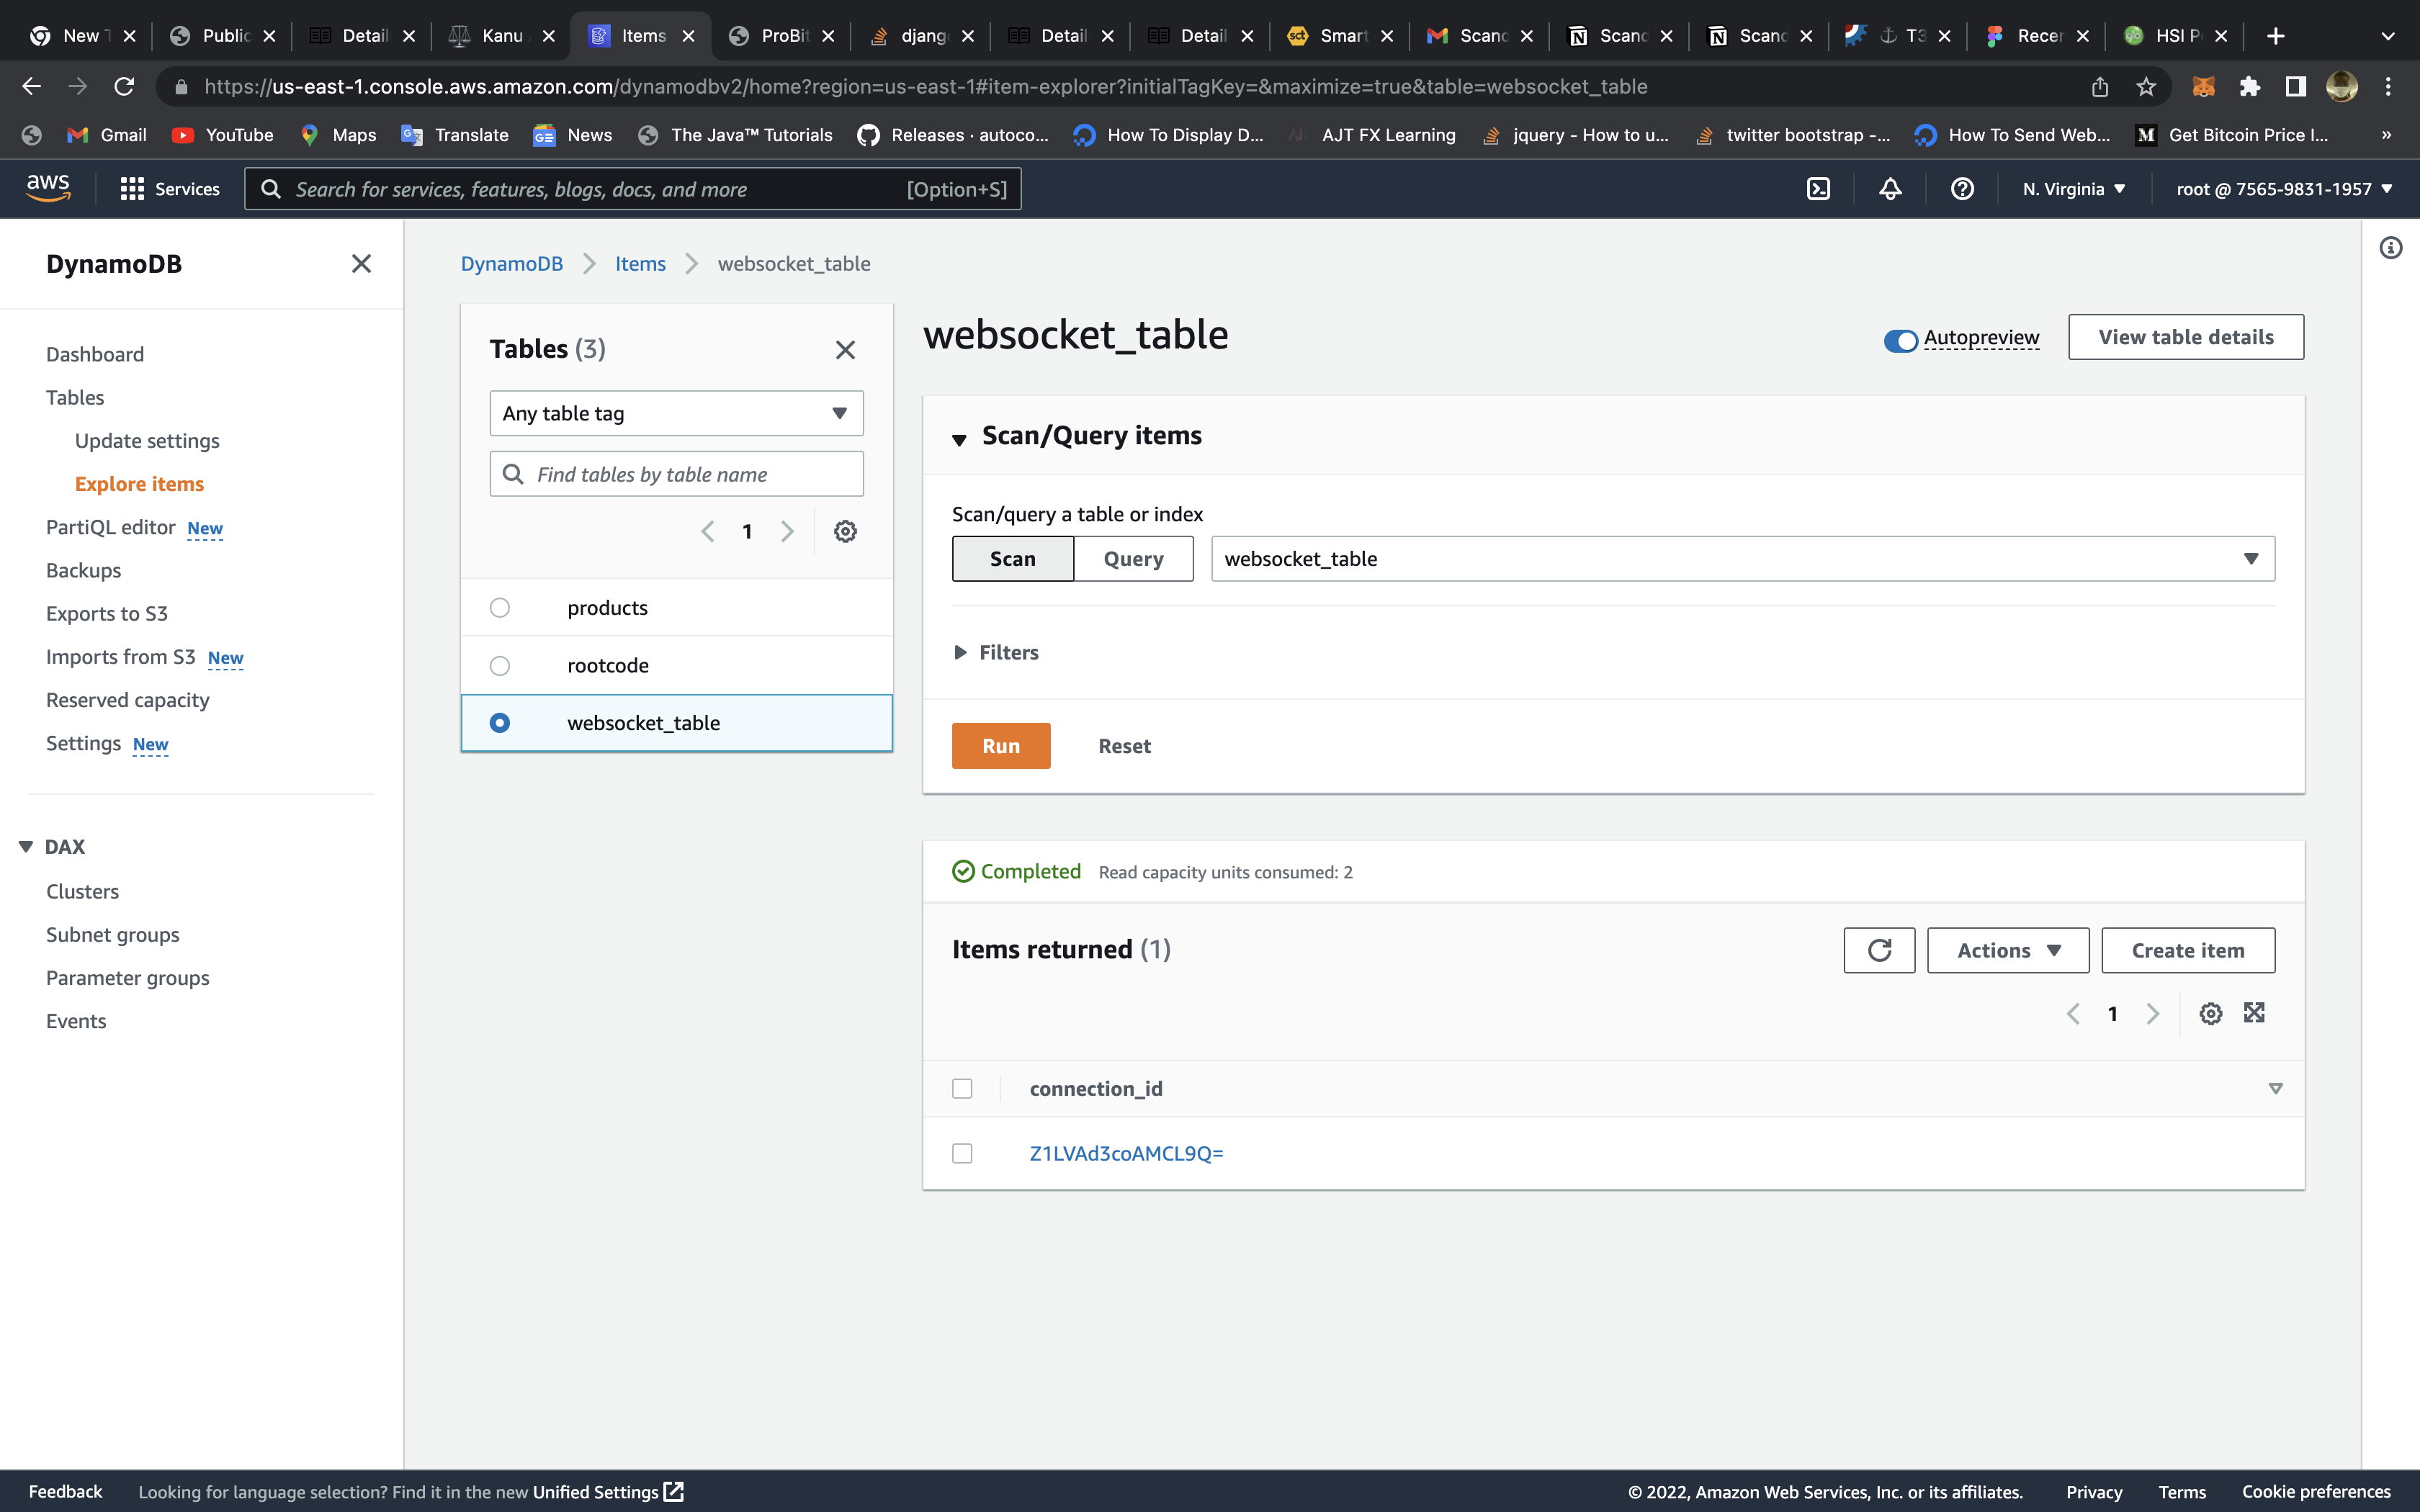 New T
Public
Detail
Kanu
Items
ProBit
djang
Detail
Detail
Smart
Scand
Scand
Scand
T3
Recen
HSI P
https://us-east-1.console.aws.amazon.com/dynamodbv2/home?region=us-east-1#item-explorer?initialTagKey=&maximize=true&table=websocket_table
Gmail YouTube Maps Translate News The Java™ Tutorials Releases · autoco... How To Display D... AJT FX Learning jquery - How to u... twitter bootstrap -... How To Send Web... Get Bitcoin Price I... »
aws Services Search for services, features, blogs, docs, and more [Option+S] N. Virginia root @ 7565-9831-1957
DynamoDB
Dashboard
Tables
Update settings
Explore items
PartiQL editor New
Backups
Exports to S3
Imports from S3 New
Reserved capacity
Settings New
DAX
Clusters
Subnet groups
Parameter groups
Events
DynamoDB Items websocket_table
Tables (3)
Any table tag
Find tables by table name
1
products
rootcode
websocket_table
websocket_table
Autopreview View table details
Scan/Query items
Scan/query a table or index
Scan Query websocket_table
Filters
Run Reset
Completed Read capacity units consumed: 2
Items returned (1)
Actions Create item
1
connection_id
Z1LVAd3coAMCL9Q=
Feedback Looking for language selection? Find it in the new Unified Settings © 2022, Amazon Web Services, Inc. or its affiliates. Privacy Terms Cookie preferences